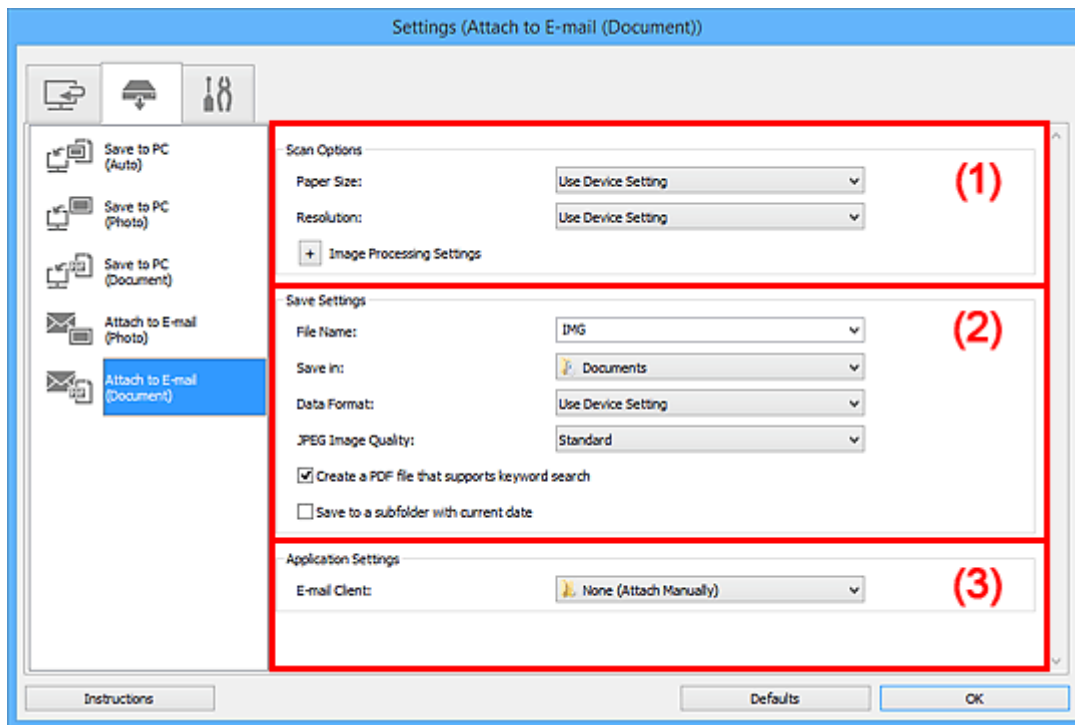 Settings (Attach to E-mail (Document))
Save to PC
(Auto)
Save to PC
(Photo)
Save to PC
(Document)
Attach to E-mail
(Photo)
Attach to E-mail
(Document)
Scan Options
(1)
Paper Size: Use Device Setting
Resolution: Use Device Setting
+ Image Processing Settings
Save Settings
(2)
File Name: IMG
Save in: Documents
Data Format: Use Device Setting
JPEG Image Quality: Standard
Create a PDF file that supports keyword search
Save to a subfolder with current date
Application Settings
(3)
E-mail Client: None (Attach Manually)
Instructions Defaults OK